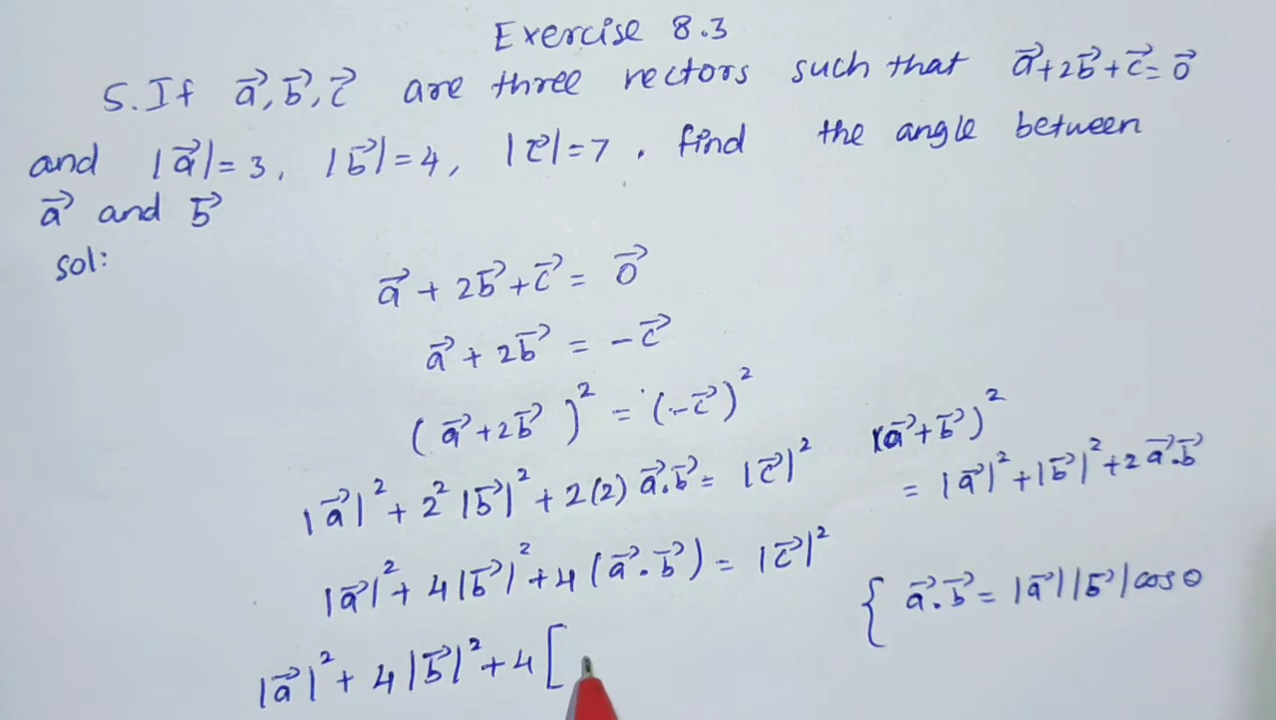 Exercise 8.3
5. If a⃗, b⃗, c⃗ are three vectors such that a⃗+2b⃗+c⃗=0⃗
and |a⃗|=3, |b⃗|=4, |c⃗|=7. find the angle between
a⃗ and b⃗
sol:
a⃗ + 2b⃗ + c⃗ = 0⃗
a⃗ + 2b⃗ = -c⃗
(a⃗+2b⃗)² = (-c⃗)²
(a⃗+b⃗)²
|a⃗|² + 2²|b⃗|² + 2(2) a⃗.b⃗ = |c⃗|²
= |a⃗|²+|b⃗|²+2a⃗.b⃗
|a⃗|² + 4|b⃗|² + 4(a⃗.b⃗) = |c⃗|²
{ a⃗.b⃗ = |a⃗||b⃗|cosθ
|a⃗|² + 4|b⃗|² + 4[